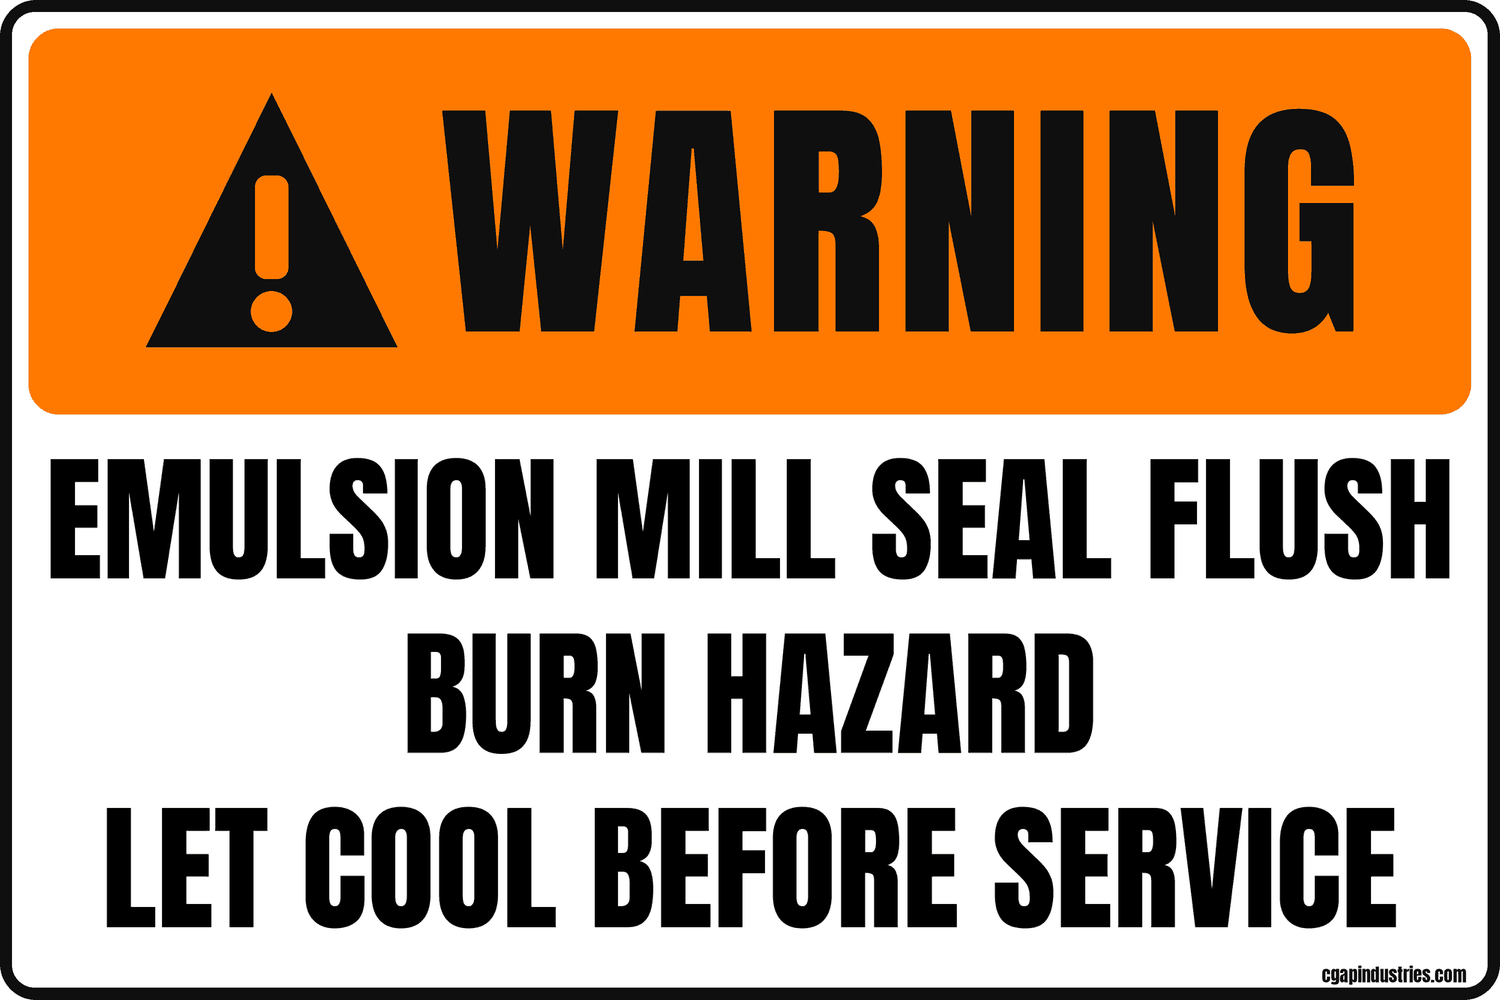 WARNING
EMULSION MILL SEAL FLUSH
BURN HAZARD
LET COOL BEFORE SERVICE
cgapindustries.com